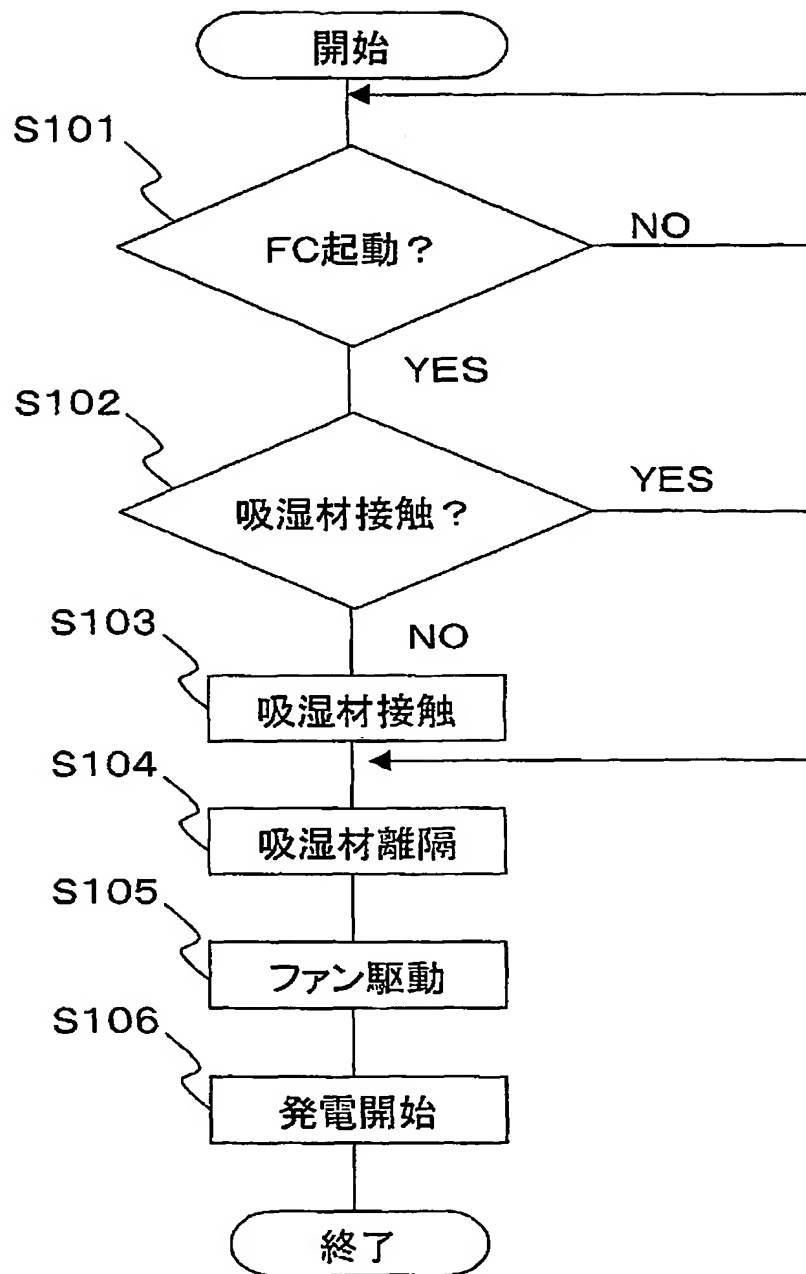 開始
S101
FC起動?
NO
YES
S102
吸湿材接触?
YES
NO
S103
吸湿材接触
S104
吸湿材離隔
S105
ファン駆動
S106
発電開始
終了